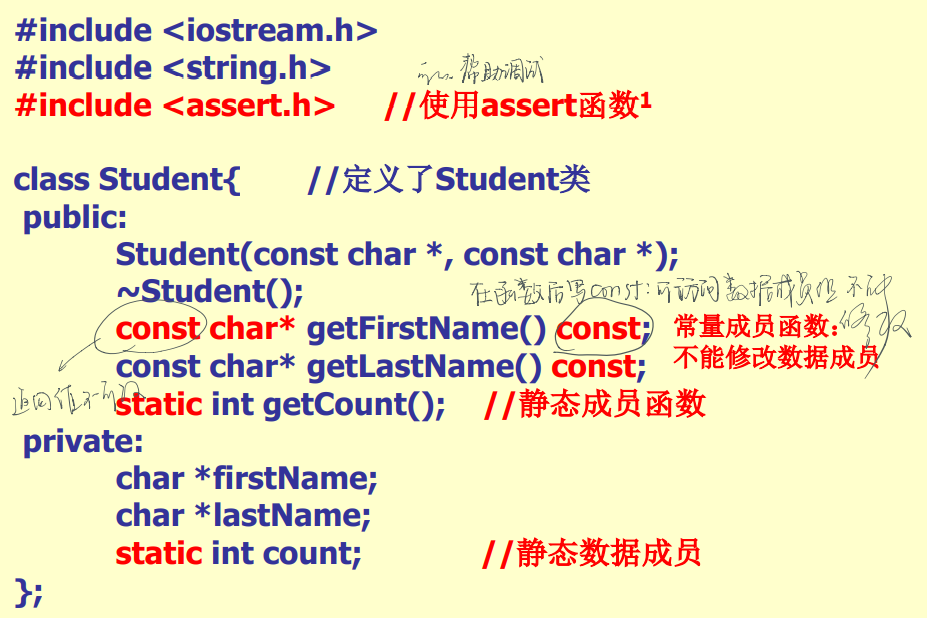 #include <iostream.h>
#include <string.h>
帮助调试
#include <assert.h> //使用assert函数1
class Student{ //定义了Student类
public:
Student(const char *, const char *);
~Student();
在函数后写const:可访问数据成员但不能
修改
const char* getFirstName() const; 常量成员函数:
const char* getLastName() const; 不能修改数据成员
返回值不可改
static int getCount(); //静态成员函数
private:
char *firstName;
char *lastName;
static int count; //静态数据成员
};